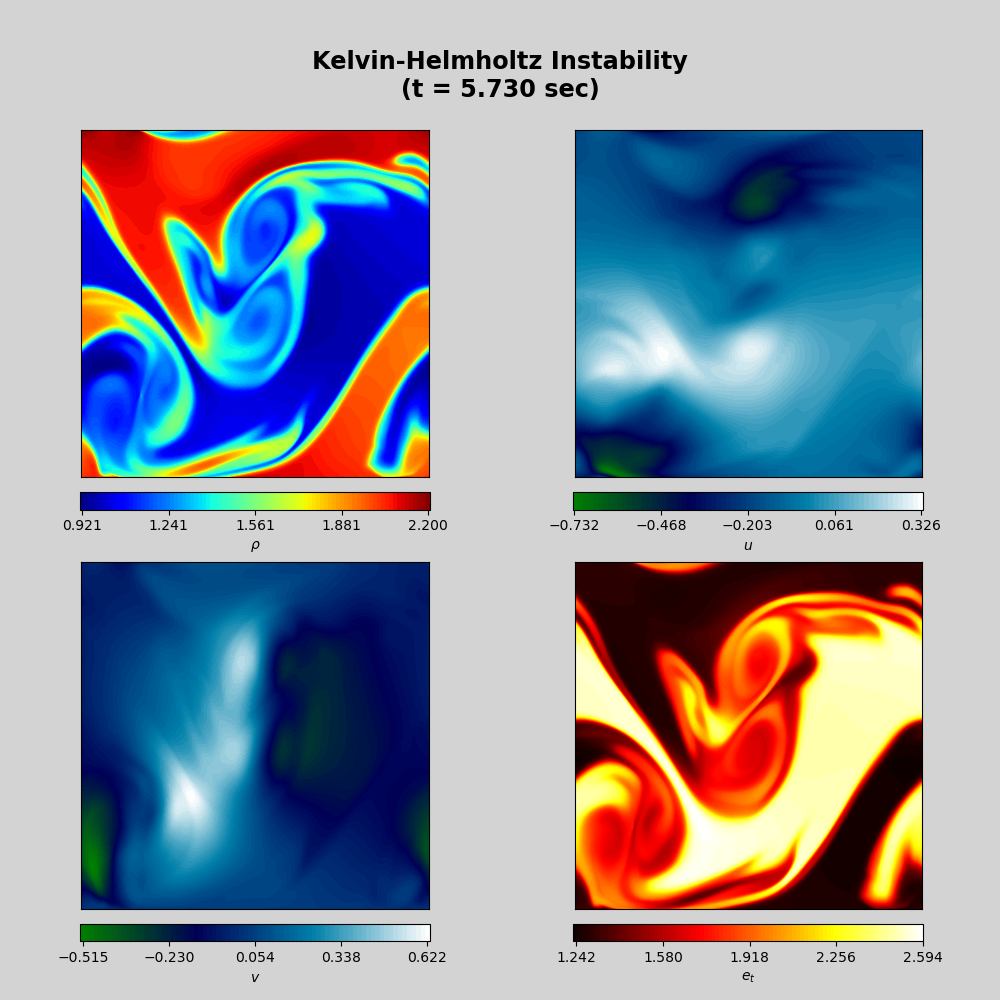 Kelvin-Helmholtz Instability
(t = 5.730 sec)
0.921 1.241 1.561 1.881 2.200
ρ
−0.732 −0.468 −0.203 0.061 0.326
u
−0.515 −0.230 0.054 0.338 0.622
v
1.242 1.580 1.918 2.256 2.594
eₜ